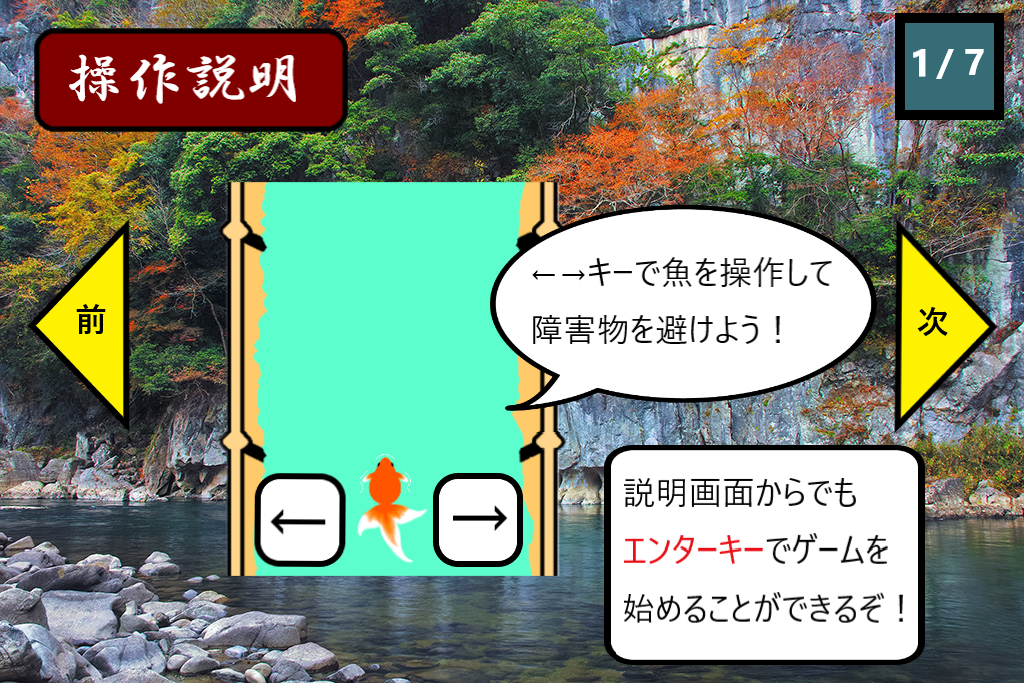 操作説明
1/7
前
←→キーで魚を操作して
障害物を避けよう！
次
← →
説明画面からでも
エンターキーでゲームを
始めることができるぞ！